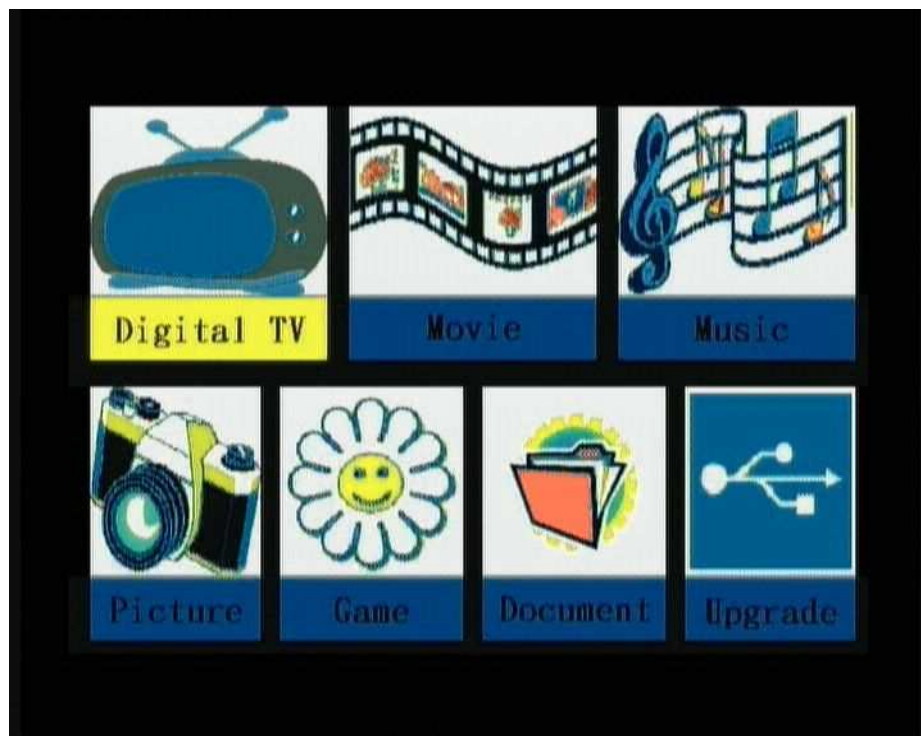 Digital TV
Movie
Music
Picture
Game
Document
Upgrade